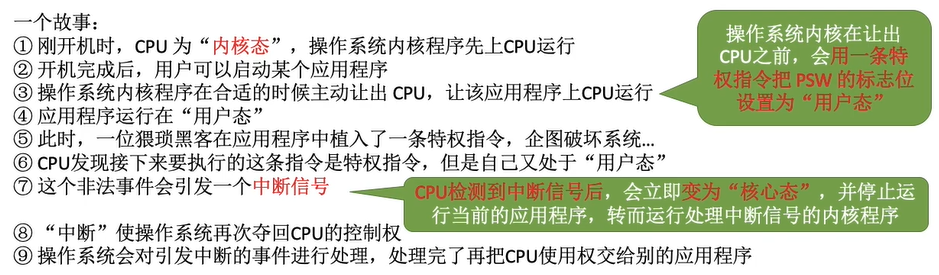 一个故事：
① 刚开机时，CPU 为“内核态”，操作系统内核程序先上CPU运行
② 开机完成后，用户可以启动某个应用程序
③ 操作系统内核程序在合适的时候主动让出 CPU，让该应用程序上CPU运行
④ 应用程序运行在“用户态”
⑤ 此时，一位猥琐黑客在应用程序中植入了一条特权指令，企图破坏系统…
⑥ CPU发现接下来要执行的这条指令是特权指令，但是自己又处于“用户态”
⑦ 这个非法事件会引发一个中断信号
⑧ “中断”使操作系统再次夺回CPU的控制权
⑨ 操作系统会对引发中断的事件进行处理，处理完了再把CPU使用权交给别的应用程序
操作系统内核在让出
CPU之前，会用一条特
权指令把 PSW 的标志位
设置为“用户态”
CPU检测到中断信号后，会立即变为“核心态”，并停止运
行当前的应用程序，转而运行处理中断信号的内核程序